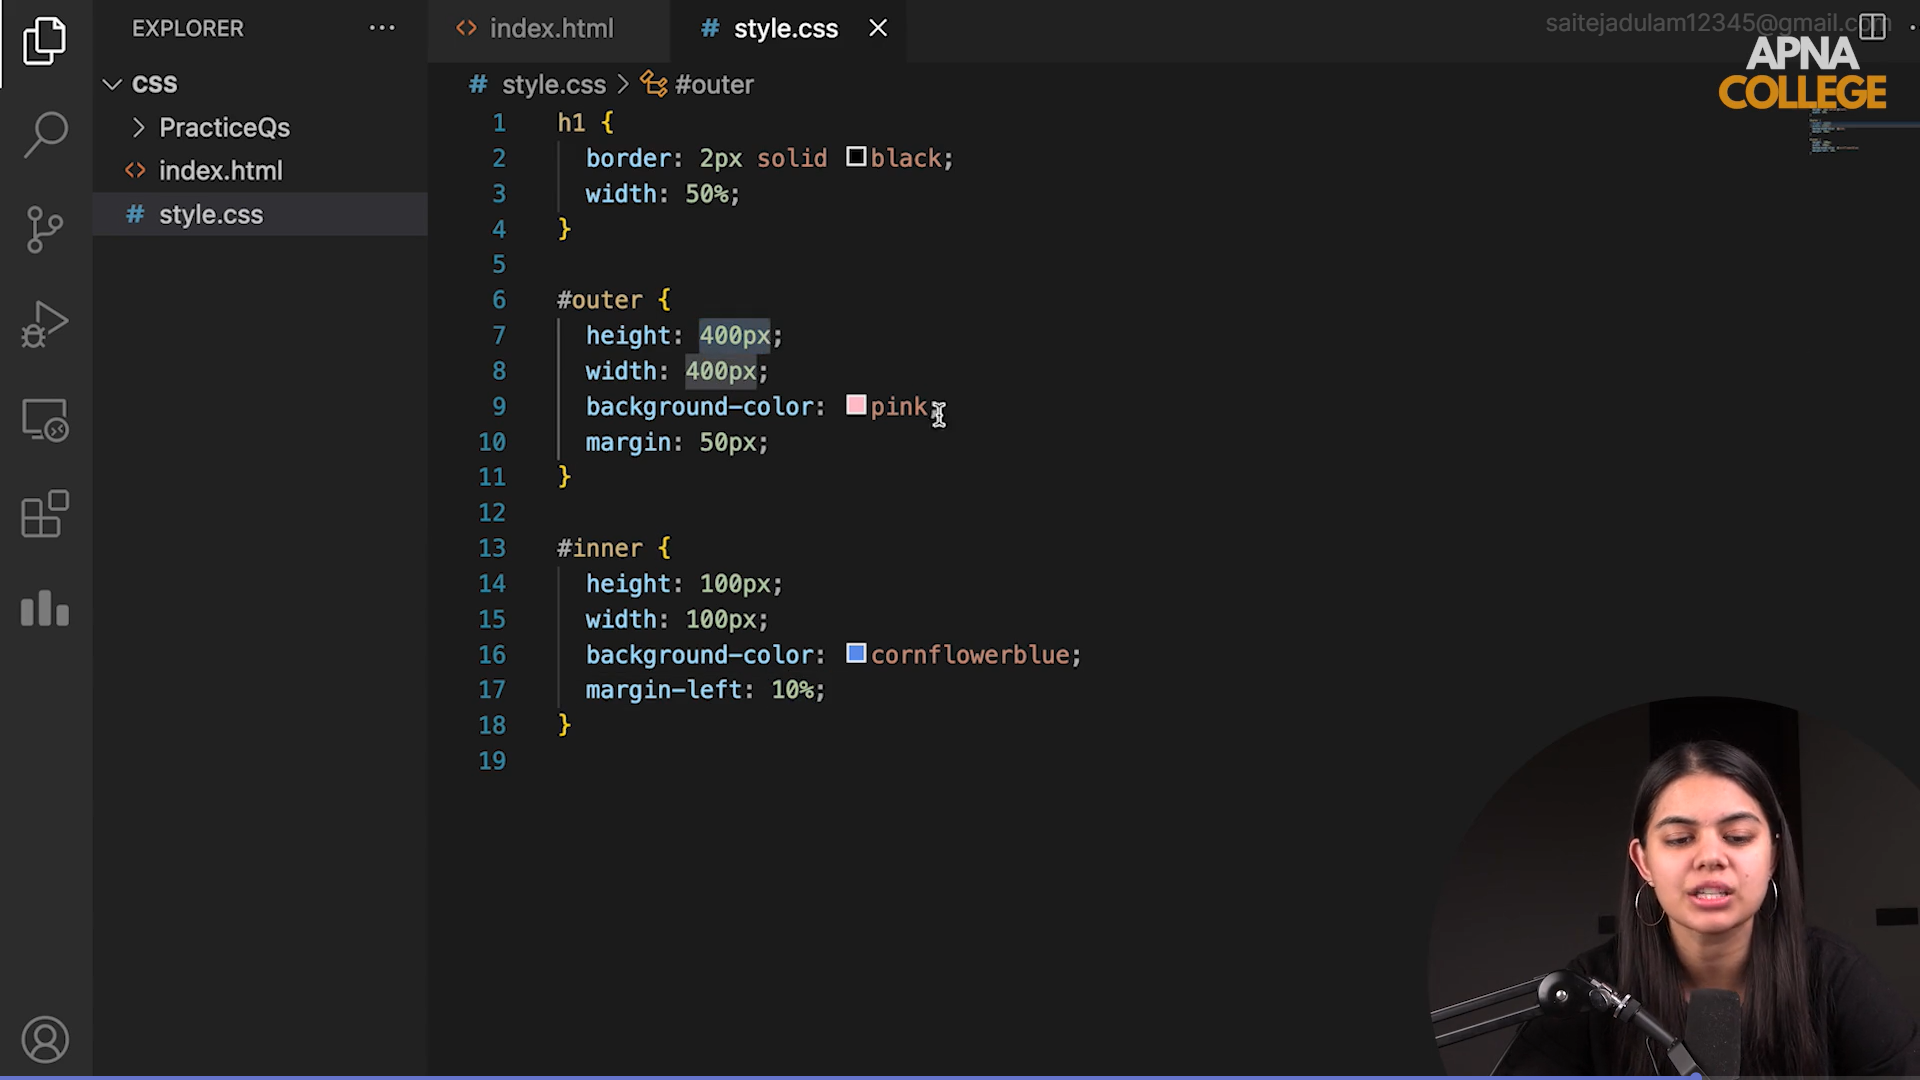 EXPLORER
CSS
PracticeQs
index.html
style.css
index.html
style.css
saitejadulam12345@gmail.com
APNA
COLLEGE
style.css > #outer
1 h1 {
2 border: 2px solid black;
3 width: 50%;
4 }
5
6 #outer {
7 height: 400px;
8 width: 400px;
9 background-color: pink;
10 margin: 50px;
11 }
12
13 #inner {
14 height: 100px;
15 width: 100px;
16 background-color: cornflowerblue;
17 margin-left: 10%;
18 }
19